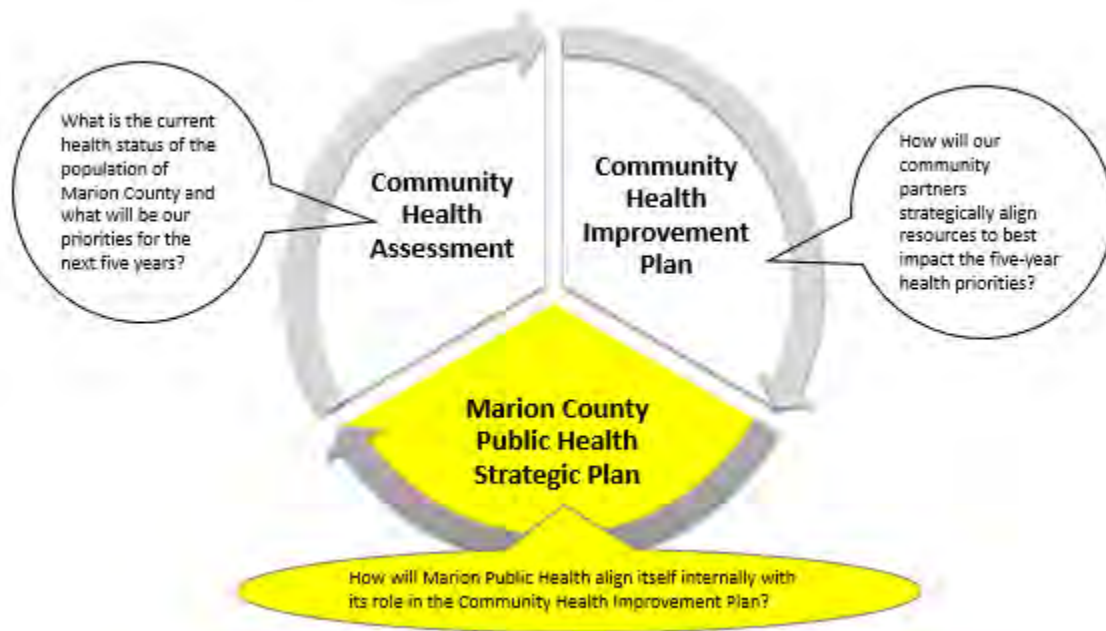 What is the current
health status of the
population of
Marion County and
what will be our
priorities for the
next five years?
Community
Health
Assessment
Community
Health
Improvement
Plan
How will our
community
partners
strategically align
resources to best
impact the five-year
health priorities?
Marion County
Public Health
Strategic Plan
How will Marion Public Health align itself internally with
its role in the Community Health Improvement Plan?